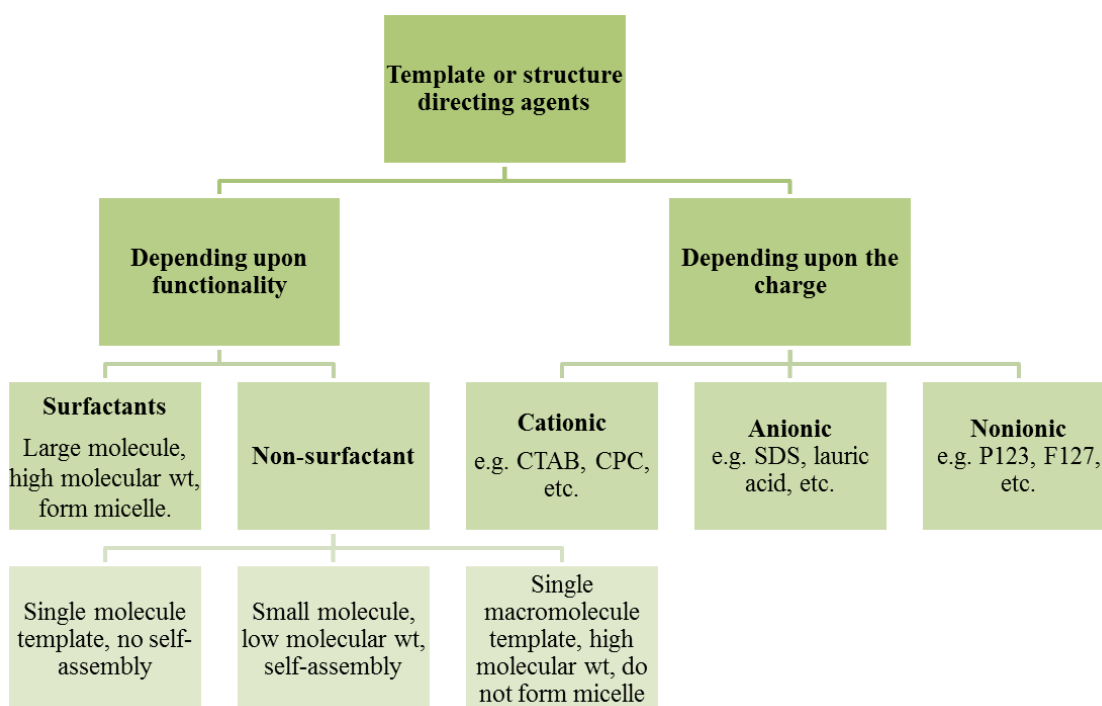 Template or structure
directing agents
Depending upon
functionality
Depending upon the
charge
Surfactants
Large molecule,
high molecular wt,
form micelle.
Non-surfactant
Cationic
e.g. CTAB, CPC,
etc.
Anionic
e.g. SDS, lauric
acid, etc.
Nonionic
e.g. P123, F127,
etc.
Single molecule
template, no self-
assembly
Small molecule,
low molecular wt,
self-assembly
Single
macromolecule
template, high
molecular wt, do
not form micelle